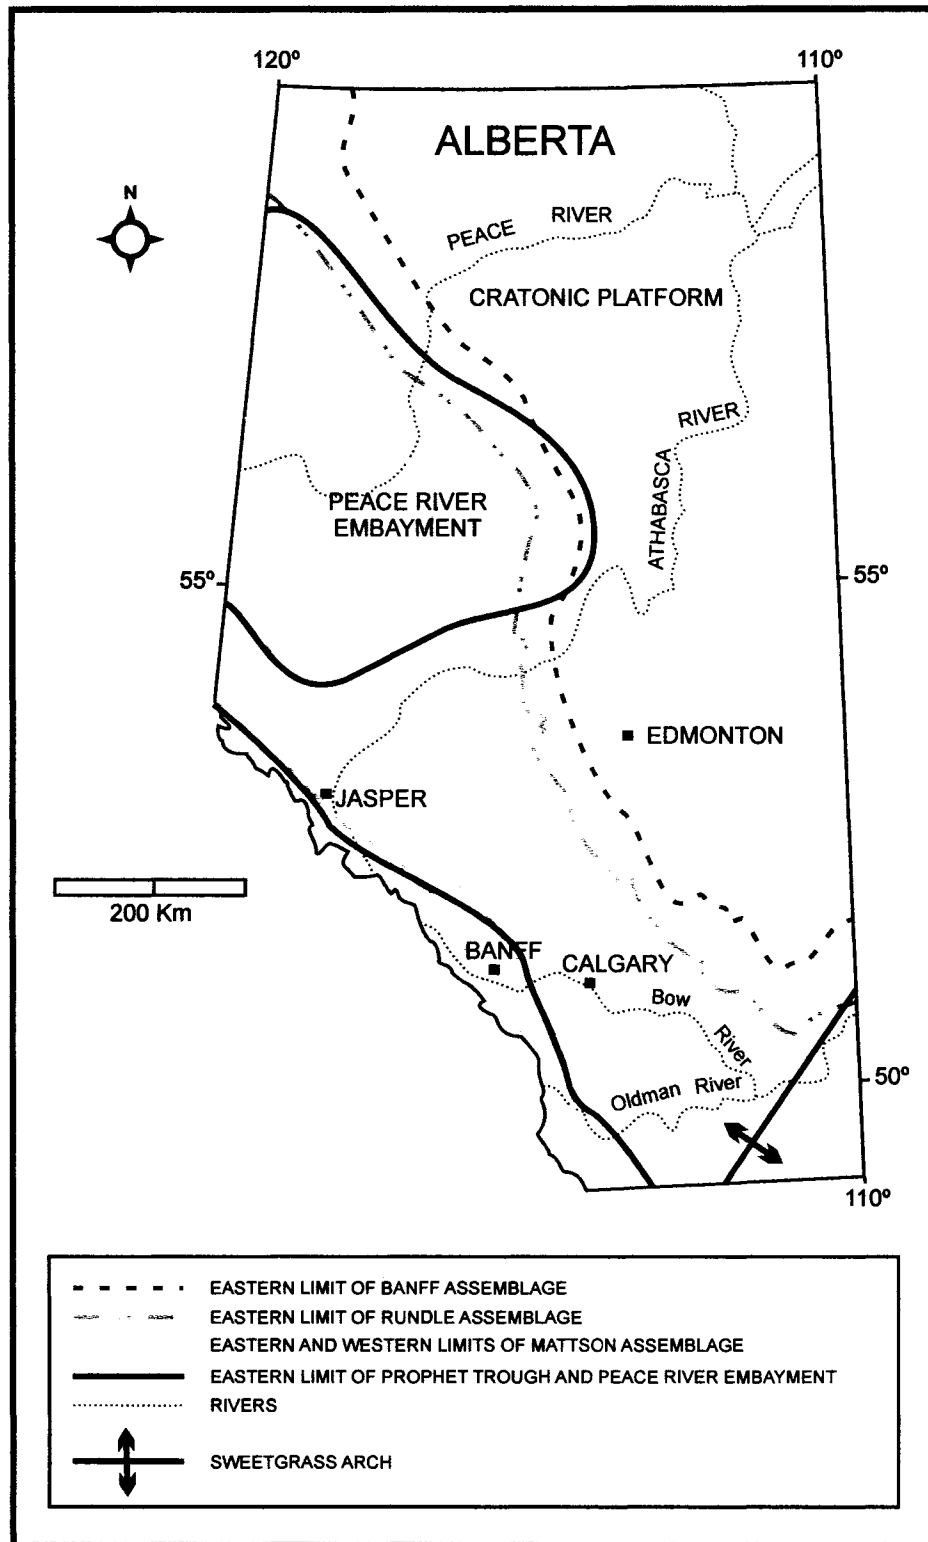 120º
110º
ALBERTA
N
PEACE RIVER
CRATONIC PLATFORM
RIVER
ATHABASCA
PEACE RIVER
EMBAYMENT
55º
55º
EDMONTON
JASPER
200 Km
BANFF
CALGARY
Bow
River
Oldman River
50º
110º
EASTERN LIMIT OF BANFF ASSEMBLAGE
EASTERN LIMIT OF RUNDLE ASSEMBLAGE
EASTERN AND WESTERN LIMITS OF MATTSON ASSEMBLAGE
EASTERN LIMIT OF PROPHET TROUGH AND PEACE RIVER EMBAYMENT
RIVERS
SWEETGRASS ARCH